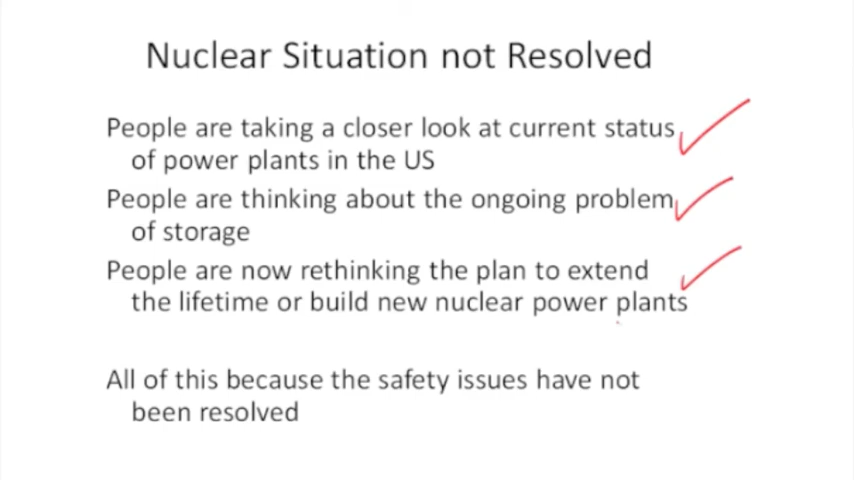 Nuclear Situation not Resolved
People are taking a closer look at current status
of power plants in the US
People are thinking about the ongoing problem
of storage
People are now rethinking the plan to extend
the lifetime or build new nuclear power plants
All of this because the safety issues have not
been resolved